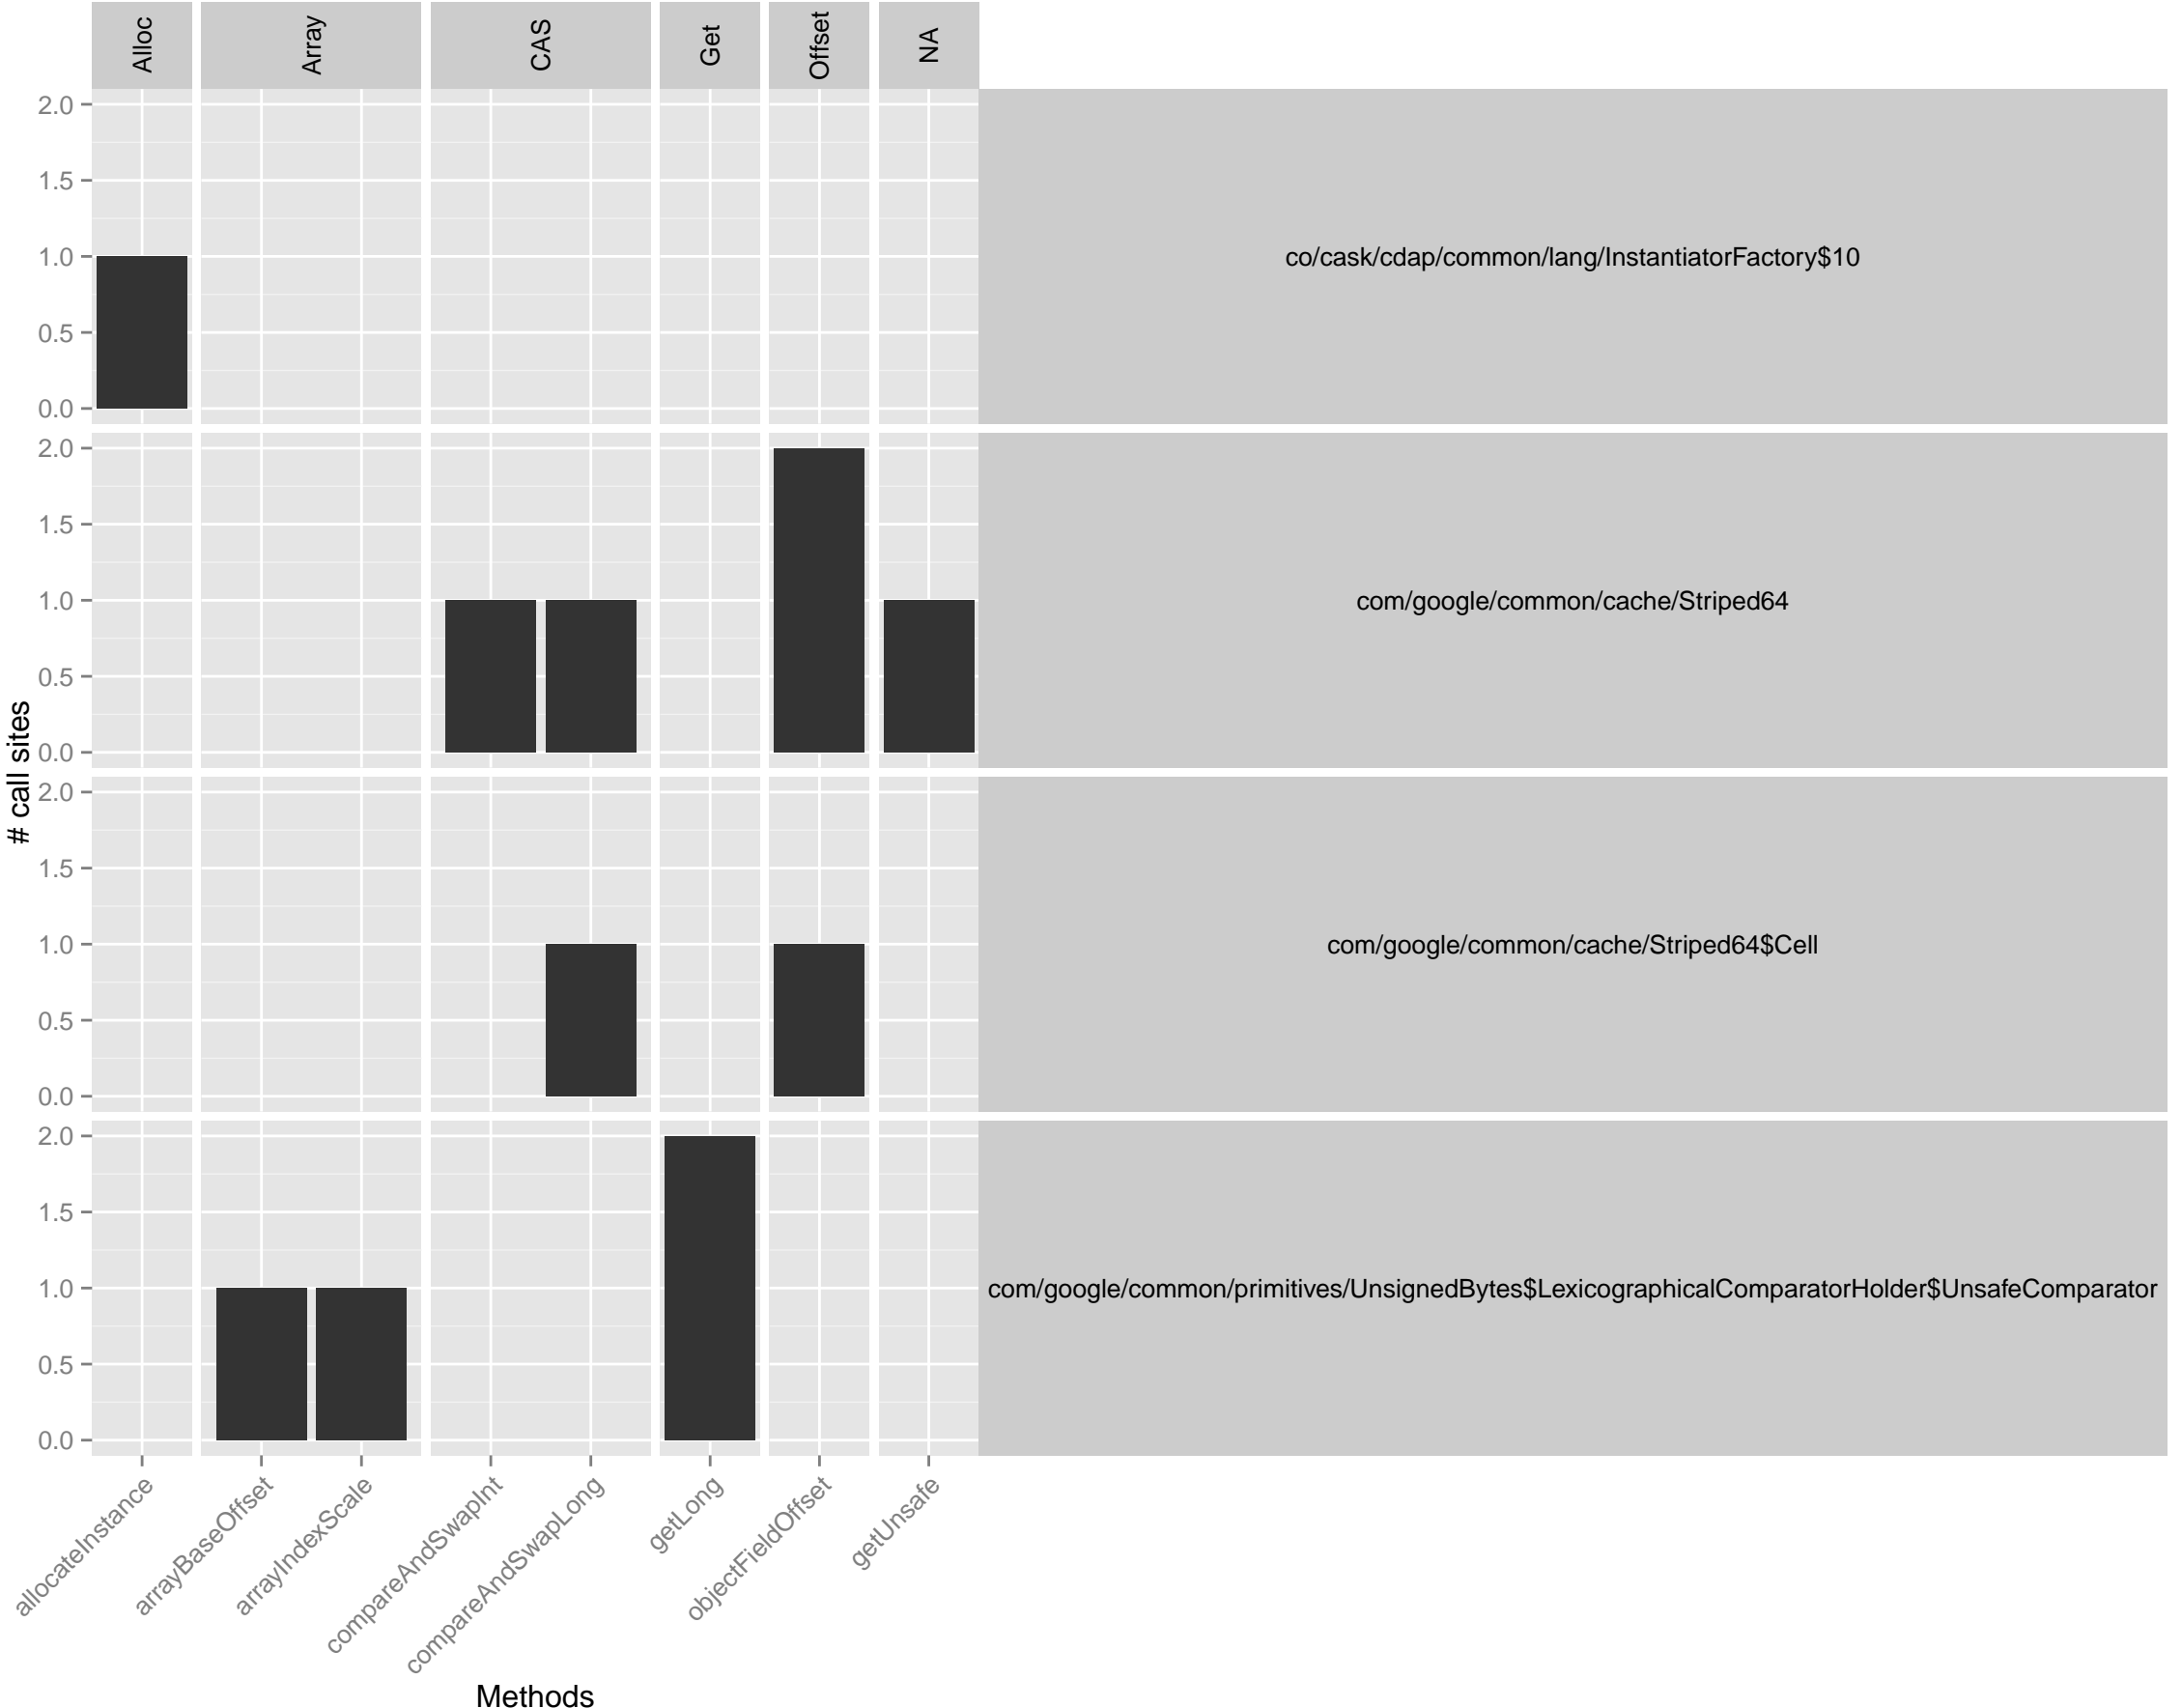 Alloc
Array
CAS
Get
Offset
NA
2.0
1.5
1.0
0.5
0.0
co/cask/cdap/common/lang/InstantiatorFactory$10
2.0
1.5
1.0
0.5
0.0
com/google/common/cache/Striped64
# call sites
2.0
1.5
1.0
0.5
0.0
com/google/common/cache/Striped64$Cell
2.0
1.5
1.0
0.5
0.0
com/google/common/primitives/UnsignedBytes$LexicographicalComparatorHolder$UnsafeComparator
allocateInstance
arrayBaseOffset
arrayIndexScale
compareAndSwapInt
compareAndSwapLong
getLong
objectFieldOffset
getUnsafe
Methods